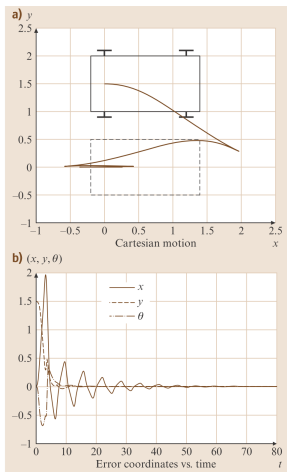 a) y
2.5
2
1.5
1
0.5
0
−0.5
−1
−1 −0.5 0 0.5 1 1.5 2 2.5
Cartesian motion x
b) (x, y, θ)
2
1.5
1
0.5
0
−0.5
−1
x
y
θ
0 10 20 30 40 50 60 70 80
Error coordinates vs. time t